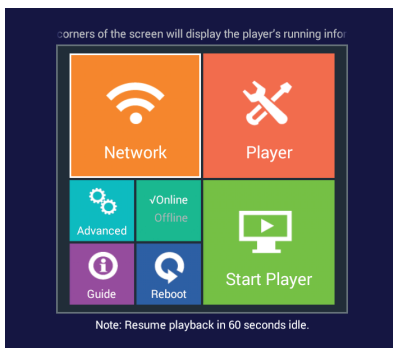 corners of the screen will display the player's running infor
Network
Player
Advanced
√Online
Offline
Guide
Reboot
Start Player
Note: Resume playback in 60 seconds idle.